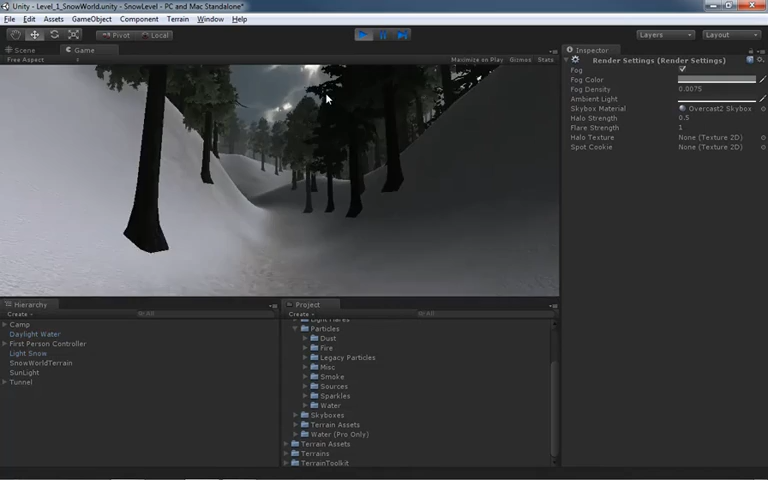 Unity - Level_1_SnowWorld.unity - SnowLevel - PC and Mac Standalone*
File Edit Assets GameObject Component Terrain Window Help
Pivot Local Layers Layout
Scene Game Inspector
Free Aspect Maximize on Play Gizmos Stats
Render Settings (Render Settings)
Fog
Fog Color
Fog Density 0.0075
Ambient Light
Skybox Material Overcast2 Skybox
Halo Strength 0.5
Flare Strength 1
Halo Texture None (Texture 2D)
Spot Cookie None (Texture 2D)
Hierarchy
Create All
Camp
Daylight Water
First Person Controller
Light Snow
SnowWorldTerrain
SunLight
Tunnel
Project
Create All
Light Flares
Particles
Dust
Fire
Legacy Particles
Misc
Smoke
Sources
Sparkles
Water
Skyboxes
Terrain Assets
Water (Pro Only)
Terrain Assets
Terrains
TerrainToolkit